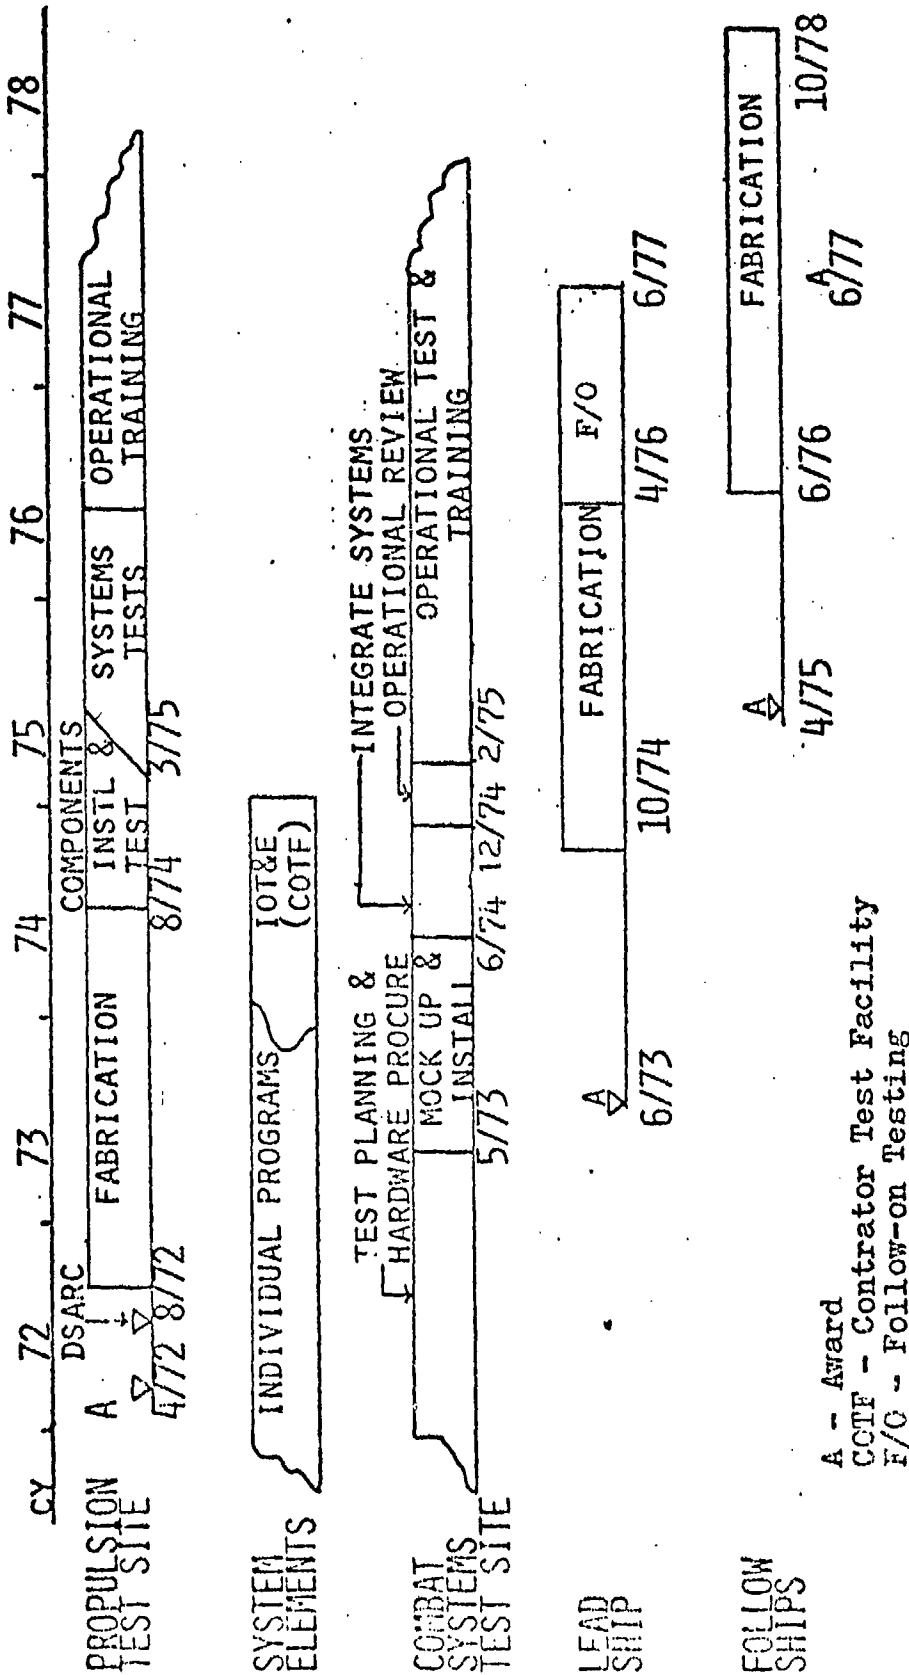 CY 72 73 74 75 76 77 78
PROPULSION
TEST SITE
A
DSARC
4/72 8/72
FABRICATION
8/74
COMPONENTS
INSTL &
TEST
3/75
SYSTEMS
TESTS
OPERATIONAL
TRAINING
SYSTEM
ELEMENTS
INDIVIDUAL PROGRAMS
IOT&E
(COTF)
COMBAT
SYSTEMS
TEST SITE
TEST PLANNING &
HARDWARE PROCURE
5/73
MOCK UP &
INSTALL
6/74 12/74 2/75
INTEGRATE SYSTEMS
OPERATIONAL REVIEW
OPERATIONAL TEST &
TRAINING
LEAD
SHIP
A
6/73
10/74
FABRICATION
4/76
F/O
6/77
FOLLOW
SHIPS
A
4/75
6/76
FABRICATION
A
6/77
10/78
A - Award
COTF - Contrator Test Facility
F/O - Follow-on Testing